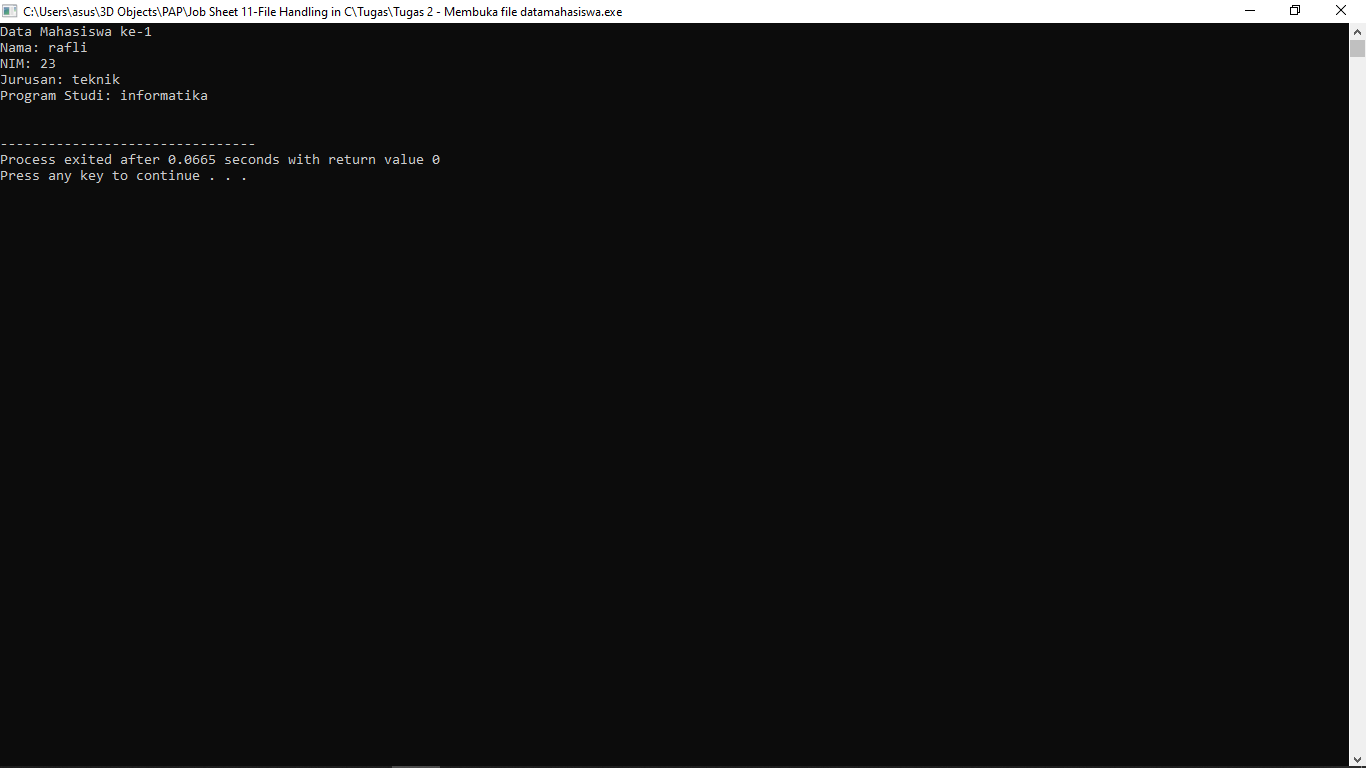 C:\Users\asus\3D Objects\PAP\Job Sheet 11-File Handling in C\Tugas\Tugas 2 - Membuka file datamahasiswa.exe
Data Mahasiswa ke-1
Nama: rafli
NIM: 23
Jurusan: teknik
Program Studi: informatika
--------------------------------
Process exited after 0.0665 seconds with return value 0
Press any key to continue . . .